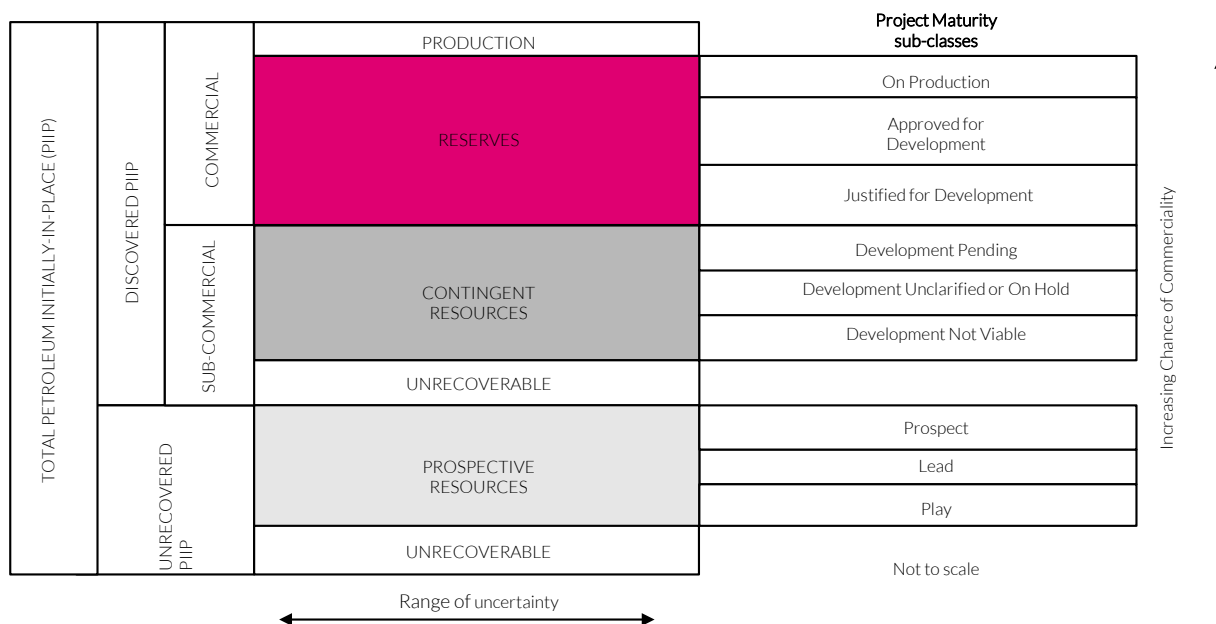 Project Maturity
sub-classes
PRODUCTION
On Production
RESERVES
Approved for
Development
Justified for Development
Development Pending
CONTINGENT
RESOURCES
Development Unclarified or On Hold
Development Not Viable
UNRECOVERABLE
Prospect
PROSPECTIVE
RESOURCES
Lead
Play
UNRECOVERABLE
Not to scale
Range of uncertainty
TOTAL PETROLEUM INITIALLY-IN-PLACE (PIIP)
DISCOVERED PIIP
COMMERCIAL
SUB-COMMERCIAL
UNRECOVERED
PIIP
Increasing Chance of Commerciality